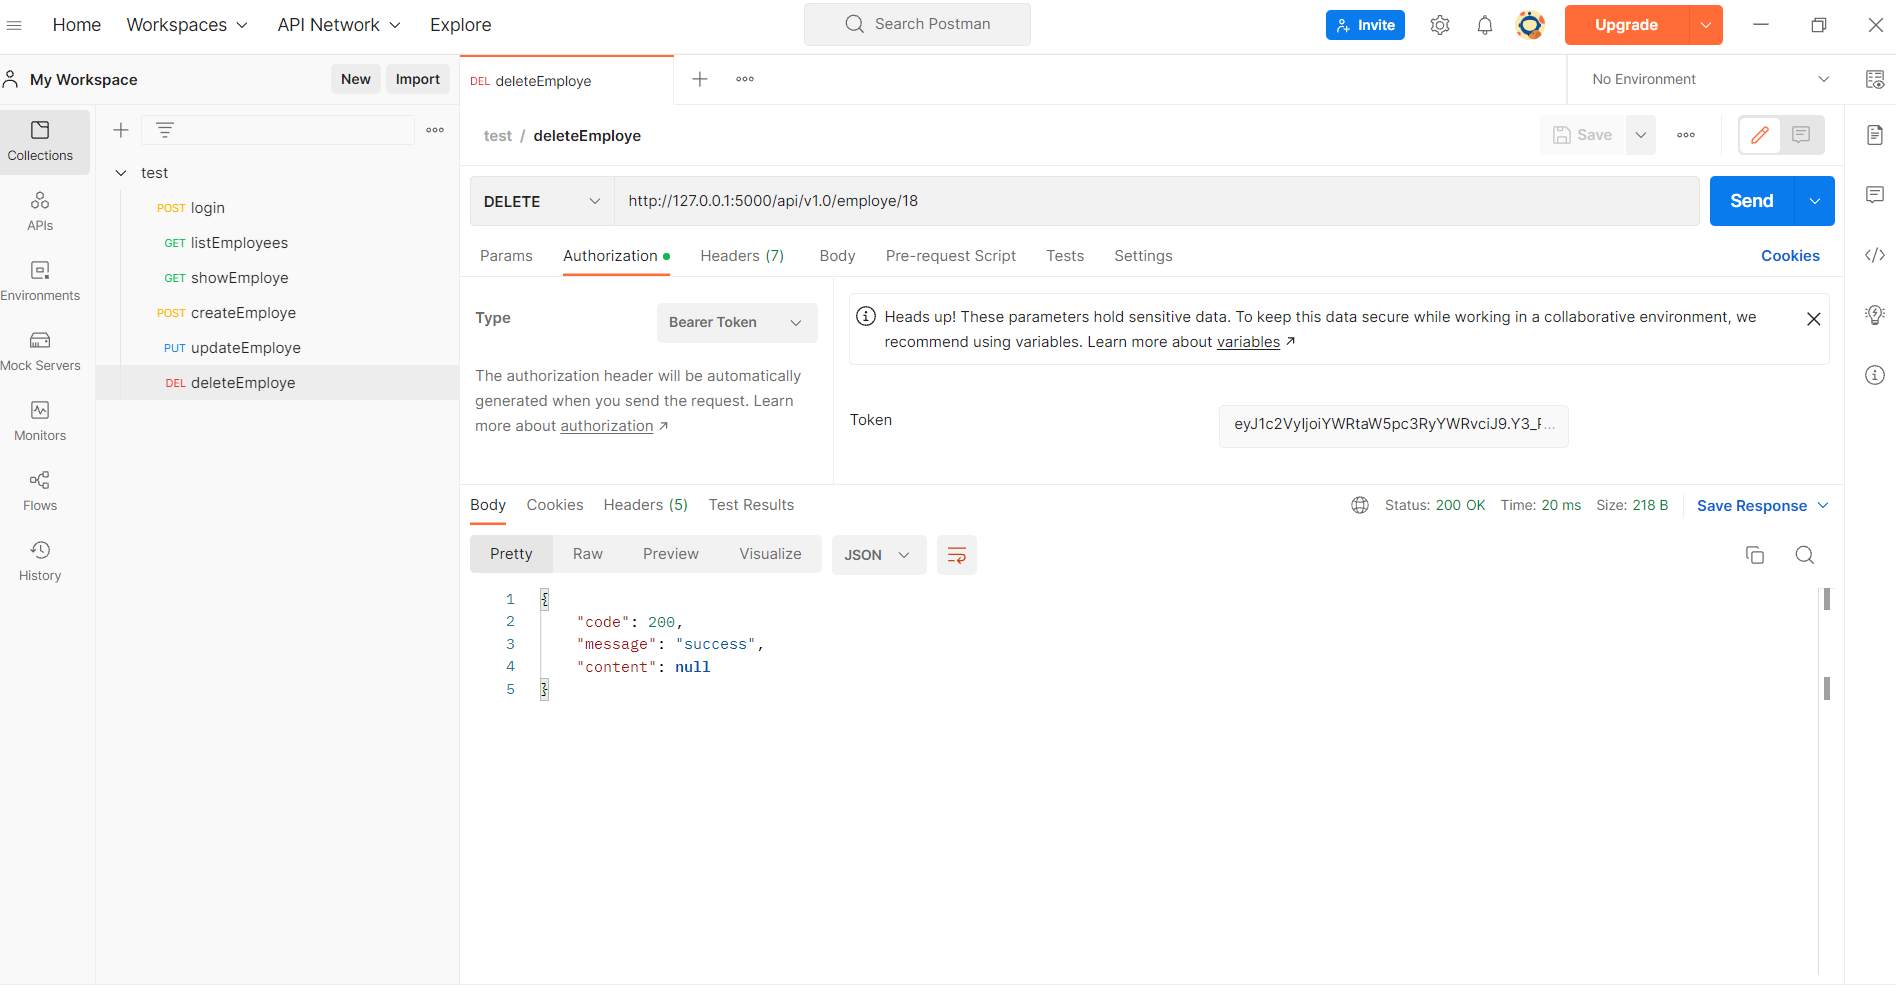 Home Workspaces API Network Explore Search Postman Invite Upgrade
My Workspace New Import DEL deleteEmploye No Environment
Collections
APIs
Environments
Mock Servers
Monitors
Flows
History
test
POST login
GET listEmployees
GET showEmploye
POST createEmploye
PUT updateEmploye
DEL deleteEmploye
test / deleteEmploye Save
DELETE http://127.0.0.1:5000/api/v1.0/employe/18 Send
Params Authorization Headers (7) Body Pre-request Script Tests Settings Cookies
Type Bearer Token
The authorization header will be automatically
generated when you send the request. Learn
more about authorization ↗
Heads up! These parameters hold sensitive data. To keep this data secure while working in a collaborative environment, we
recommend using variables. Learn more about variables ↗
Token eyJ1c2VyIjoiYWRtaW5pc3RyYWRvciJ9.Y3_F...
Body Cookies Headers (5) Test Results Status: 200 OK Time: 20 ms Size: 218 B Save Response
Pretty Raw Preview Visualize JSON
1 {
2 "code": 200,
3 "message": "success",
4 "content": null
5 }